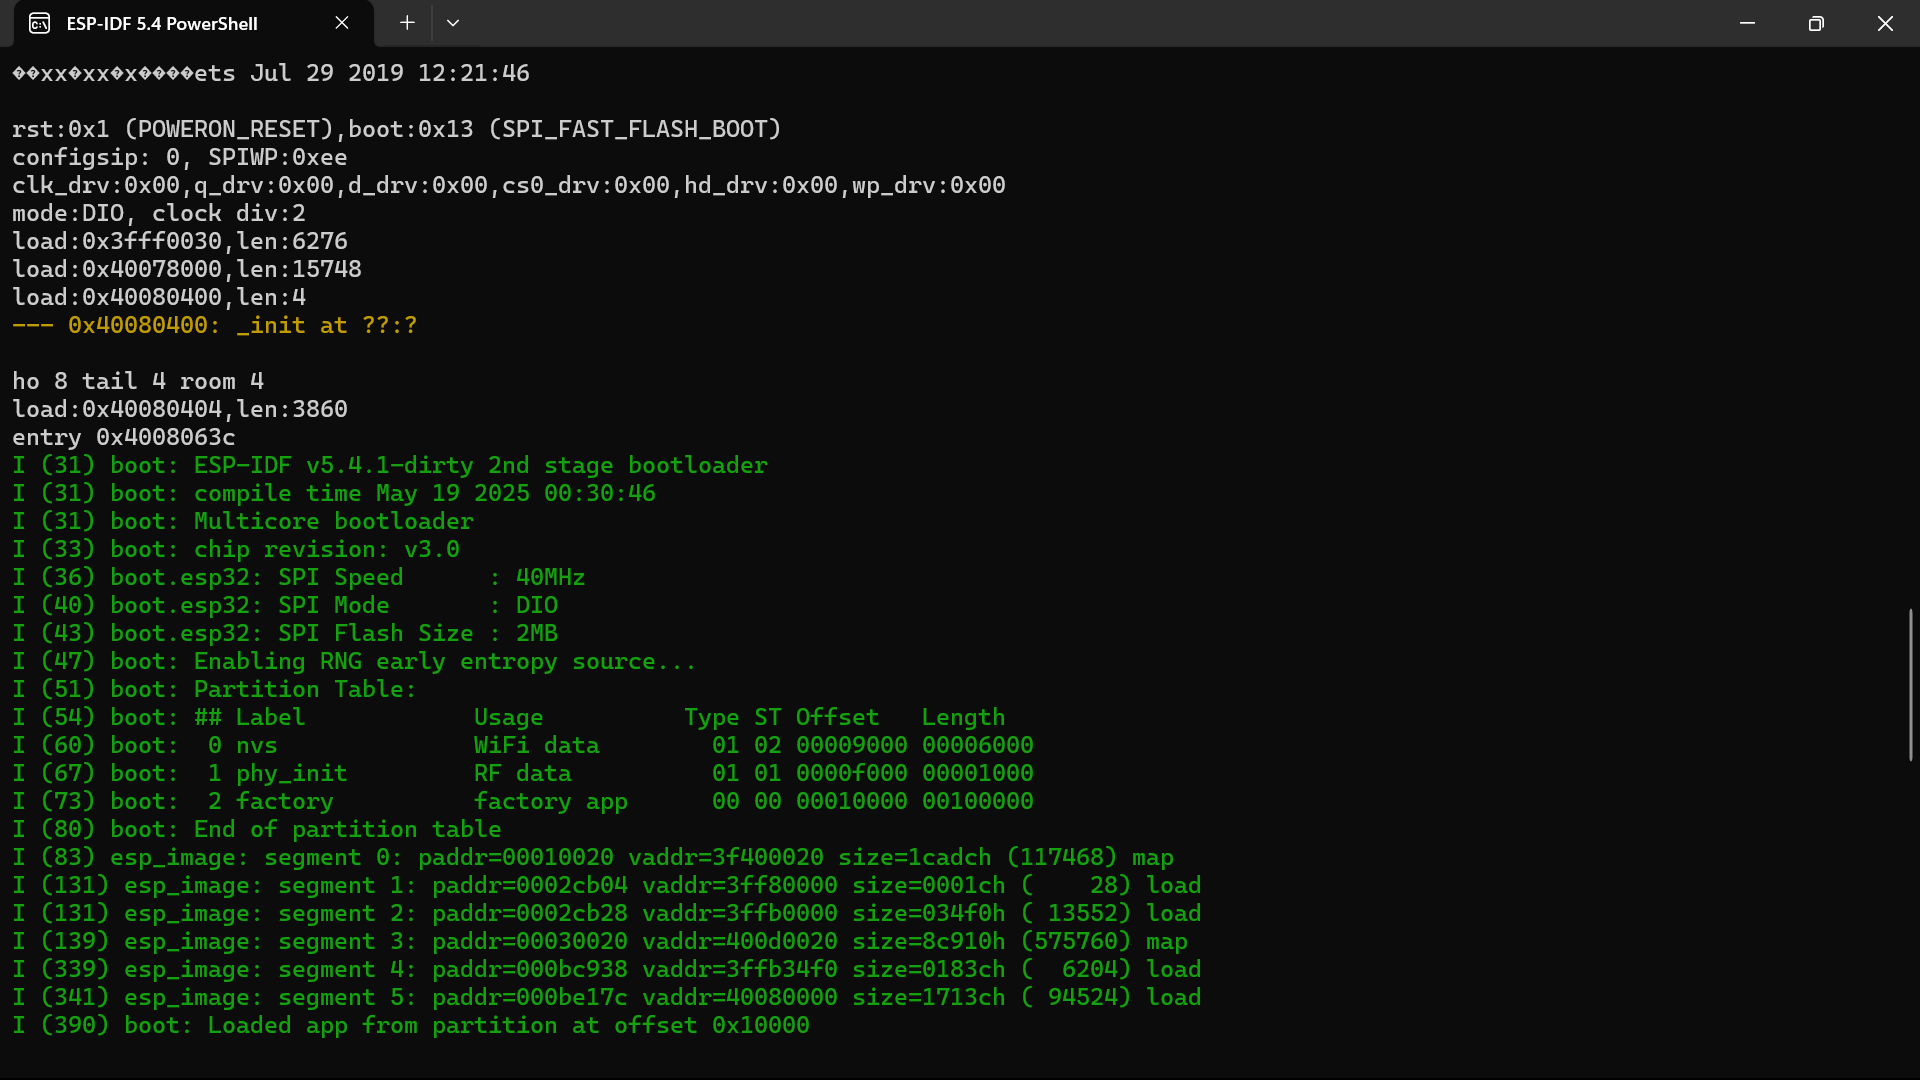 ESP-IDF 5.4 PowerShell
��xx�xx�x����ets Jul 29 2019 12:21:46
rst:0x1 (POWERON_RESET),boot:0x13 (SPI_FAST_FLASH_BOOT)
configsip: 0, SPIWP:0xee
clk_drv:0x00,q_drv:0x00,d_drv:0x00,cs0_drv:0x00,hd_drv:0x00,wp_drv:0x00
mode:DIO, clock div:2
load:0x3fff0030,len:6276
load:0x40078000,len:15748
load:0x40080400,len:4
--- 0x40080400: _init at ??:?
ho 8 tail 4 room 4
load:0x40080404,len:3860
entry 0x4008063c
I (31) boot: ESP-IDF v5.4.1-dirty 2nd stage bootloader
I (31) boot: compile time May 19 2025 00:30:46
I (31) boot: Multicore bootloader
I (33) boot: chip revision: v3.0
I (36) boot.esp32: SPI Speed      : 40MHz
I (40) boot.esp32: SPI Mode       : DIO
I (43) boot.esp32: SPI Flash Size : 2MB
I (47) boot: Enabling RNG early entropy source...
I (51) boot: Partition Table:
I (54) boot: ## Label            Usage          Type ST Offset   Length
I (60) boot:  0 nvs              WiFi data        01 02 00009000 00006000
I (67) boot:  1 phy_init         RF data          01 01 0000f000 00001000
I (73) boot:  2 factory          factory app      00 00 00010000 00100000
I (80) boot: End of partition table
I (83) esp_image: segment 0: paddr=00010020 vaddr=3f400020 size=1cadch (117468) map
I (131) esp_image: segment 1: paddr=0002cb04 vaddr=3ff80000 size=0001ch (    28) load
I (131) esp_image: segment 2: paddr=0002cb28 vaddr=3ffb0000 size=034f0h ( 13552) load
I (139) esp_image: segment 3: paddr=00030020 vaddr=400d0020 size=8c910h (575760) map
I (339) esp_image: segment 4: paddr=000bc938 vaddr=3ffb34f0 size=0183ch (  6204) load
I (341) esp_image: segment 5: paddr=000be17c vaddr=40080000 size=1713ch ( 94524) load
I (390) boot: Loaded app from partition at offset 0x10000